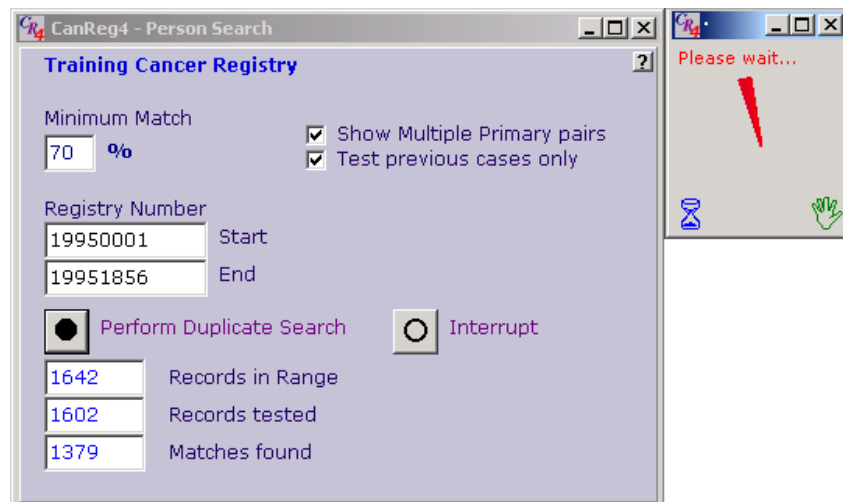 CR4 CanReg4 - Person Search
Training Cancer Registry
?
Minimum Match
70 %
Show Multiple Primary pairs
Test previous cases only
Registry Number
19950001 Start
19951856 End
Perform Duplicate Search
Interrupt
1642 Records in Range
1602 Records tested
1379 Matches found
CR4 .
Please wait...